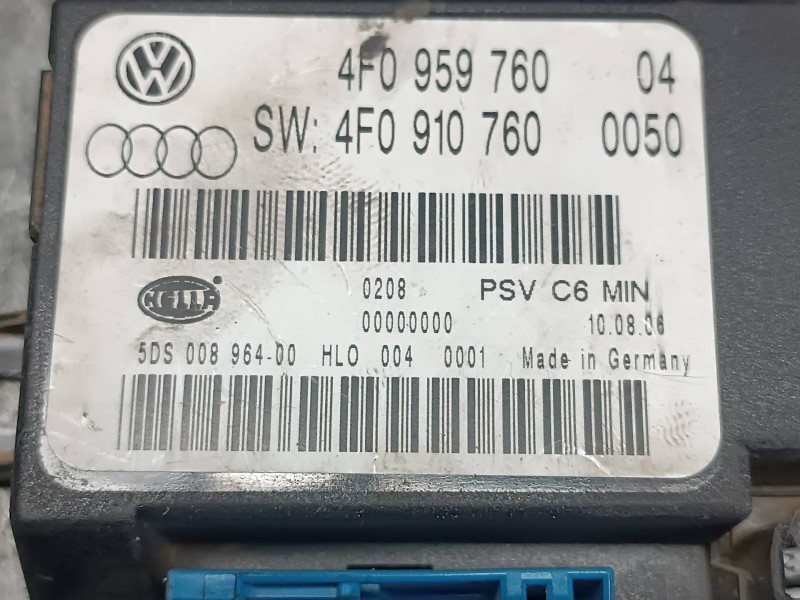 4F0 959 760 04
SW: 4F0 910 760 0050
HELLA 0208 PSV C6 MIN
00000000 10.08.06
5DS 008 964-00 HLO 004 0001 Made in Germany